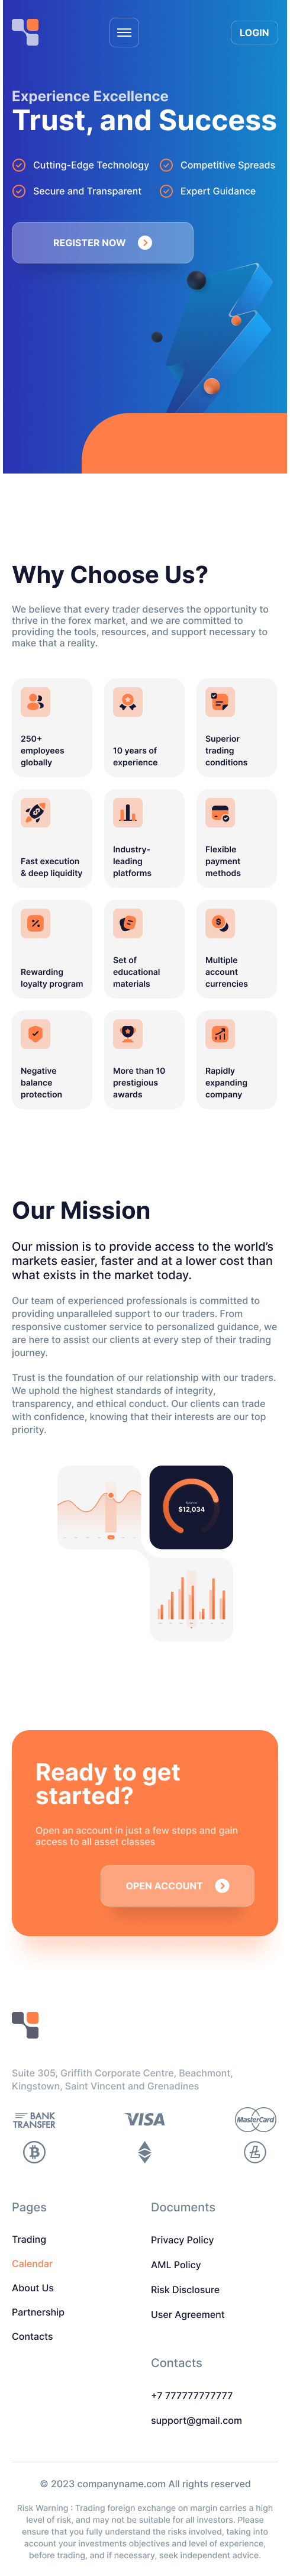 LOGIN
Experience Excellence
Trust, and Success
Cutting-Edge Technology
Competitive Spreads
Secure and Transparent
Expert Guidance
REGISTER NOW
Why Choose Us?
We believe that every trader deserves the opportunity to
thrive in the forex market, and we are committed to
providing the tools, resources, and support necessary to
make that a reality.
250+
employees
globally
10 years of
experience
Superior
trading
conditions
Fast execution
& deep liquidity
Industry-
leading
platforms
Flexible
payment
methods
Rewarding
loyalty program
Set of
educational
materials
Multiple
account
currencies
Negative
balance
protection
More than 10
prestigious
awards
Rapidly
expanding
company
Our Mission
Our mission is to provide access to the world's
markets easier, faster and at a lower cost than
what exists in the market today.
Our team of experienced professionals is committed to
providing unparalleled support to our traders. From
responsive customer service to personalized guidance, we
are here to assist our clients at every step of their trading
journey.
Trust is the foundation of our relationship with our traders.
We uphold the highest standards of integrity,
transparency, and ethical conduct. Our clients can trade
with confidence, knowing that their interests are our top
priority.
Balance
$12,034
Ready to get
started?
Open an account in just a few steps and gain
access to all asset classes
OPEN ACCOUNT
Suite 305, Griffith Corporate Centre, Beachmont,
Kingstown, Saint Vincent and Grenadines
BANK
TRANSFER
VISA
MasterCard
Pages
Trading
Calendar
About Us
Partnership
Contacts
Documents
Privacy Policy
AML Policy
Risk Disclosure
User Agreement
Contacts
+7 777777777777
support@gmail.com
© 2023 companyname.com All rights reserved
Risk Warning : Trading foreign exchange on margin carries a high
level of risk, and may not be suitable for all investors. Please
ensure that you fully understand the risks involved, taking into
account your investments objectives and level of experience,
before trading, and if necessary, seek independent advice.